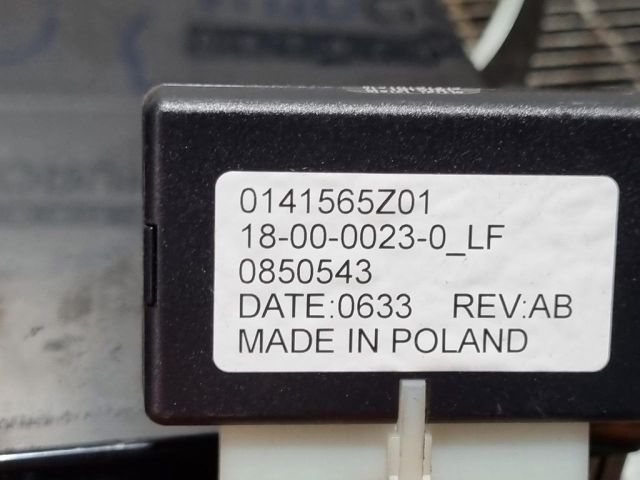 0141565Z01
18-00-0023-0_LF
0850543
DATE:0633 REV:AB
MADE IN POLAND